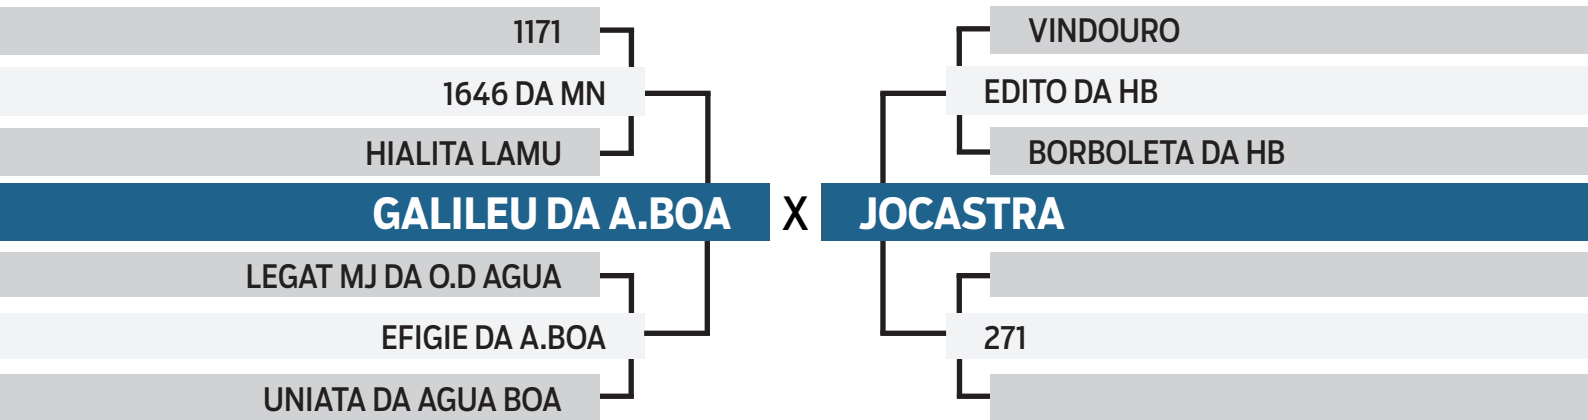 1171
1646 DA MN
HIALITA LAMU
GALILEU DA A.BOA
LEGAT MJ DA O.D AGUA
EFIGIE DA A.BOA
UNIATA DA AGUA BOA
X
VINDOURO
EDITO DA HB
BORBOLETA DA HB
JOCASTRA
271